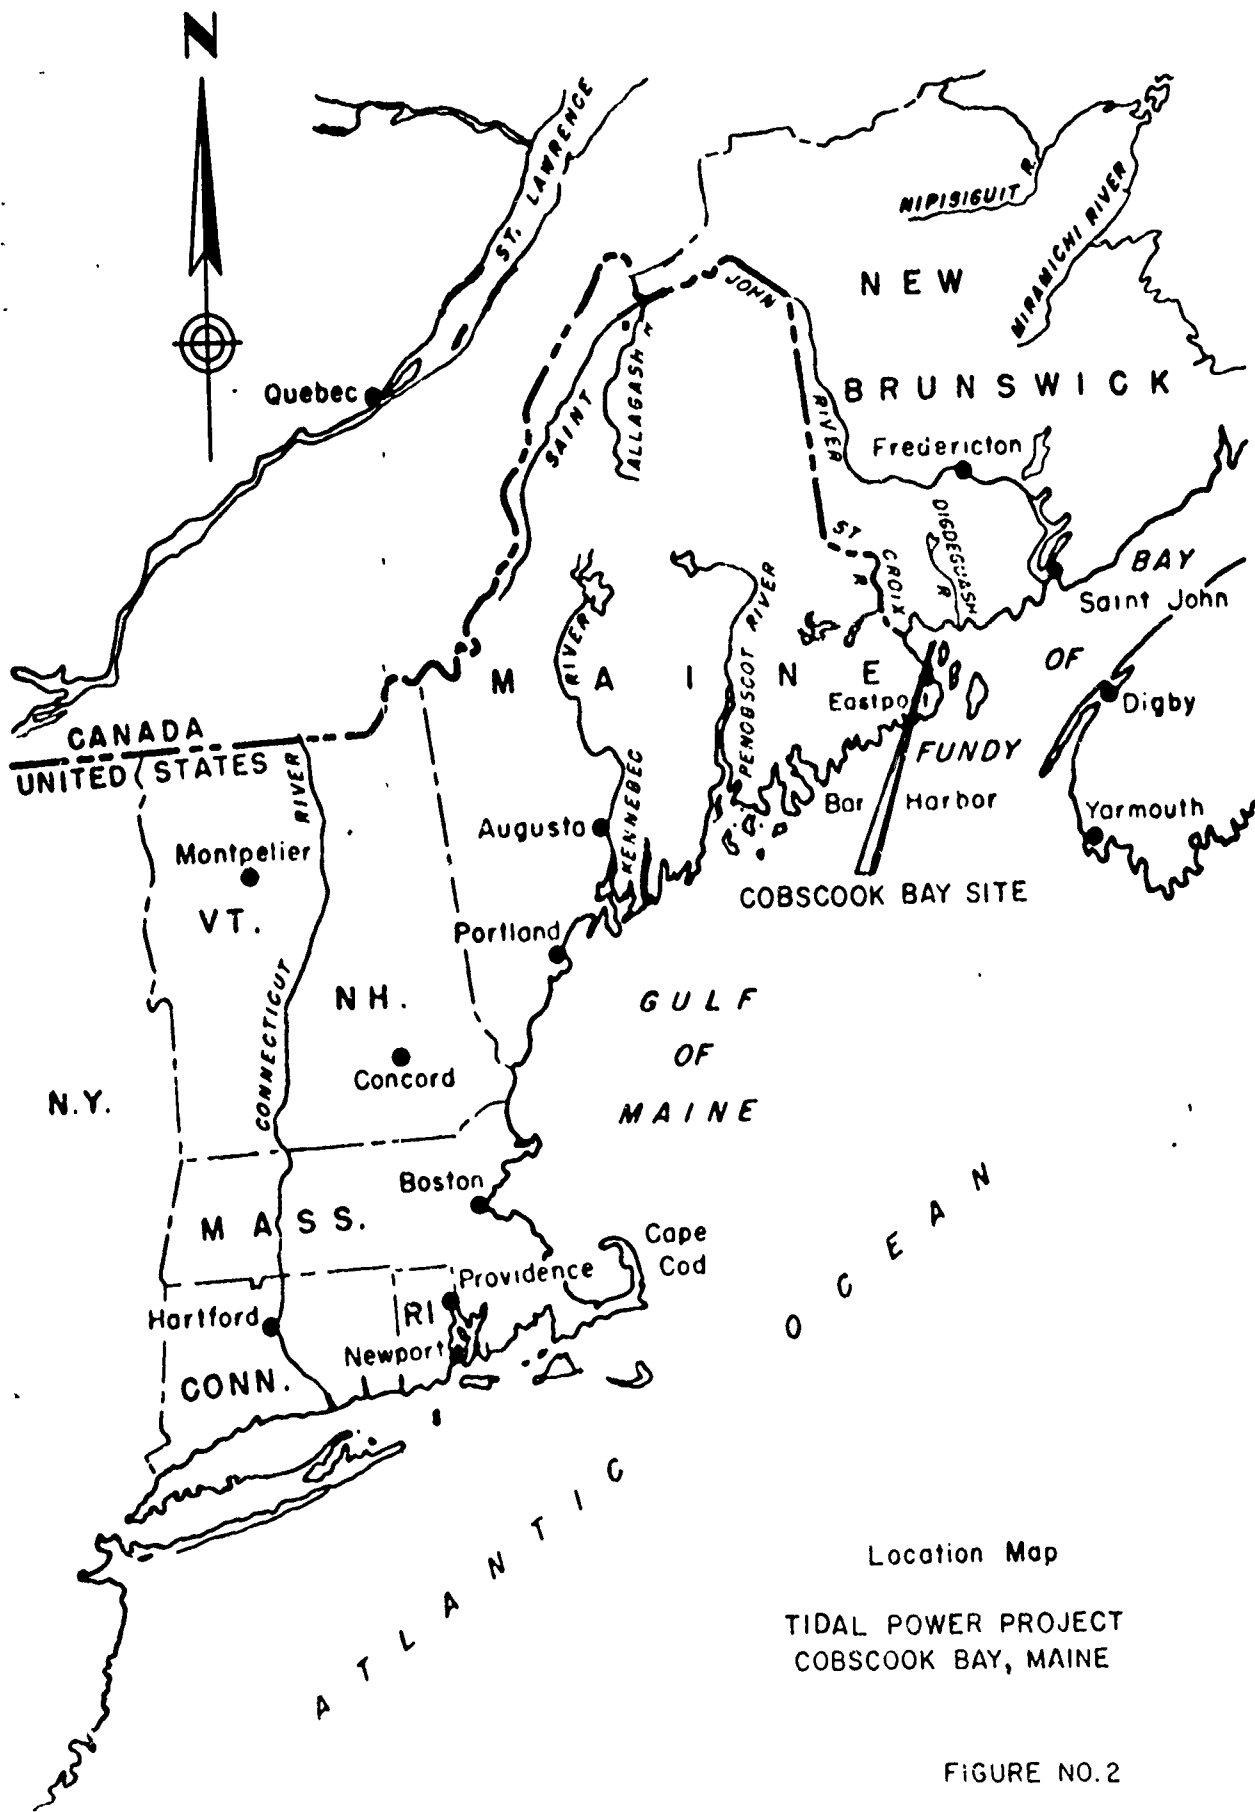 N
ST. LAWRENCE
NIPISIGUIT R.
MIRAMICHI RIVER
NEW
BRUNSWICK
JOHN
Quebec
SAINT
ALLAGASH R
RIVER
Fredericton
DIGDEGUASH R
ST
CROIX
R
BAY
Saint John
OF
FUNDY
RIVER
PENOBSCOT RIVER
MAINE
Eastport
Digby
CANADA
UNITED STATES
RIVER
Bar Harbor
Yarmouth
Augusta
KENNEBEC
Montpelier
VT.
COBSCOOK BAY SITE
Portland
CONNECTICUT
NH.
GULF
OF
MAINE
Concord
N.Y.
Boston
MASS.
Cape
Cod
Providence
Hartford
RI
Newport
CONN.
ATLANTIC OCEAN
Location Map
TIDAL POWER PROJECT
COBSCOOK BAY, MAINE
FIGURE NO. 2